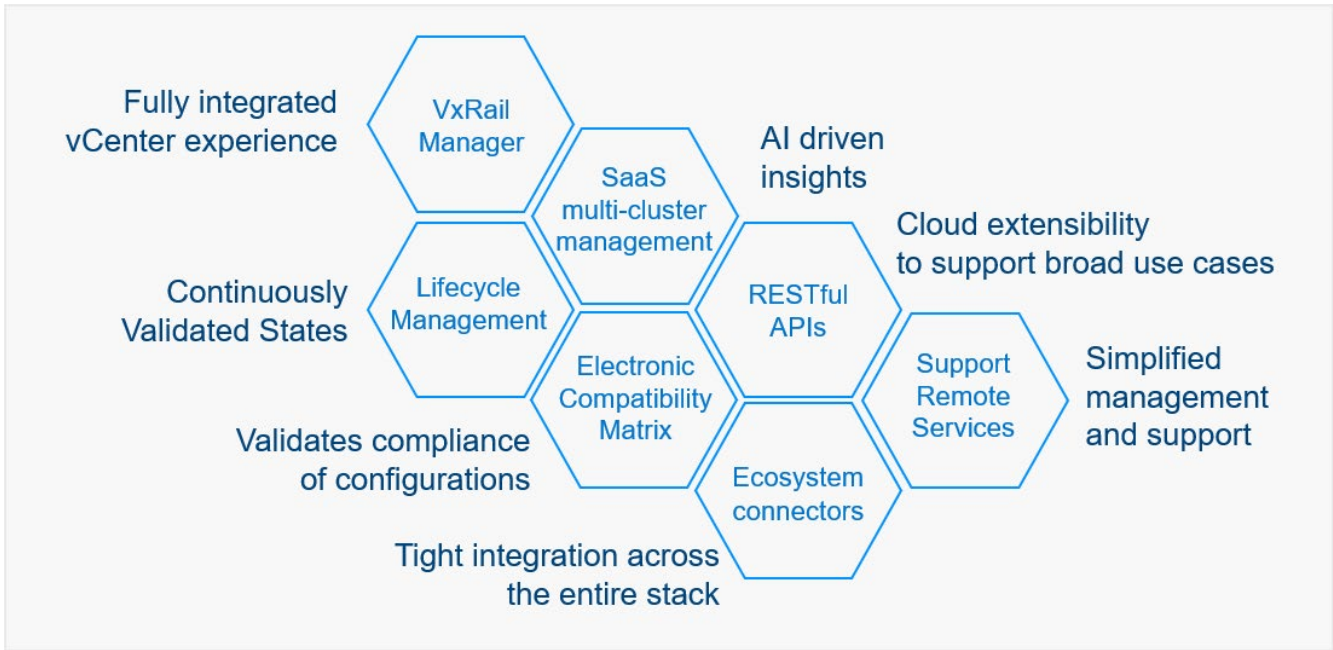 Fully integrated
vCenter experience
VxRail
Manager
SaaS
multi-cluster
management
AI driven
insights
Continuously
Validated States
Lifecycle
Management
RESTful
APIs
Cloud extensibility
to support broad use cases
Validates compliance
of configurations
Electronic
Compatibility
Matrix
Support
Remote
Services
Simplified
management
and support
Tight integration across
the entire stack
Ecosystem
connectors